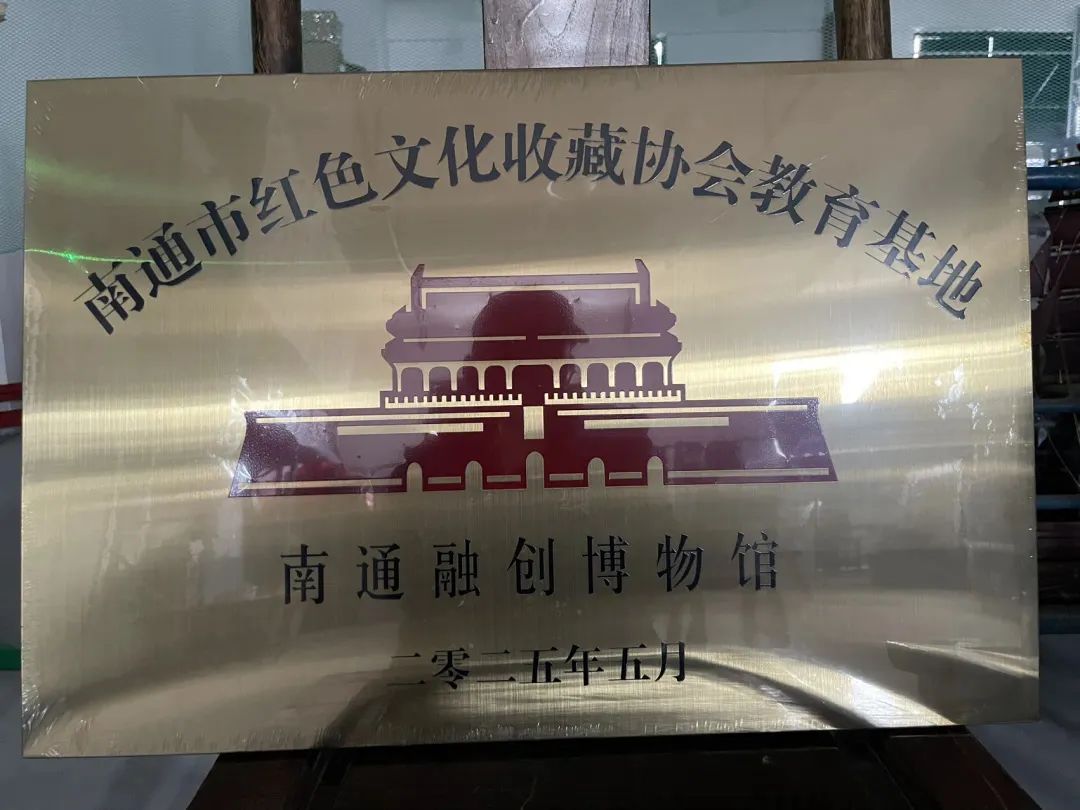 南通市红色文化收藏协会教育基地
南通融创博物馆
二零二五年五月